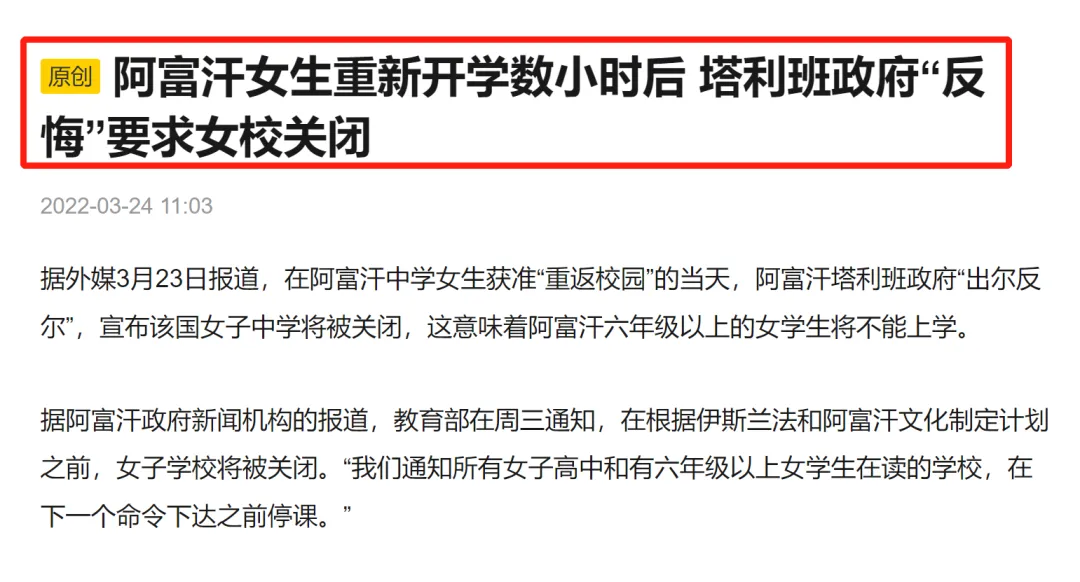 原创 阿富汗女生重新开学数小时后 塔利班政府“反
悔”要求女校关闭
2022-03-24 11:03
据外媒3月23日报道，在阿富汗中学女生获准“重返校园”的当天，阿富汗塔利班政府“出尔反
尔”，宣布该国女子中学将被关闭，这意味着阿富汗六年级以上的女学生将不能上学。
据阿富汗政府新闻机构的报道，教育部在周三通知，在根据伊斯兰法和阿富汗文化制定计划
之前，女子学校将被关闭。“我们通知所有女子高中和有六年级以上女学生在读的学校，在
下一个命令下达之前停课。”